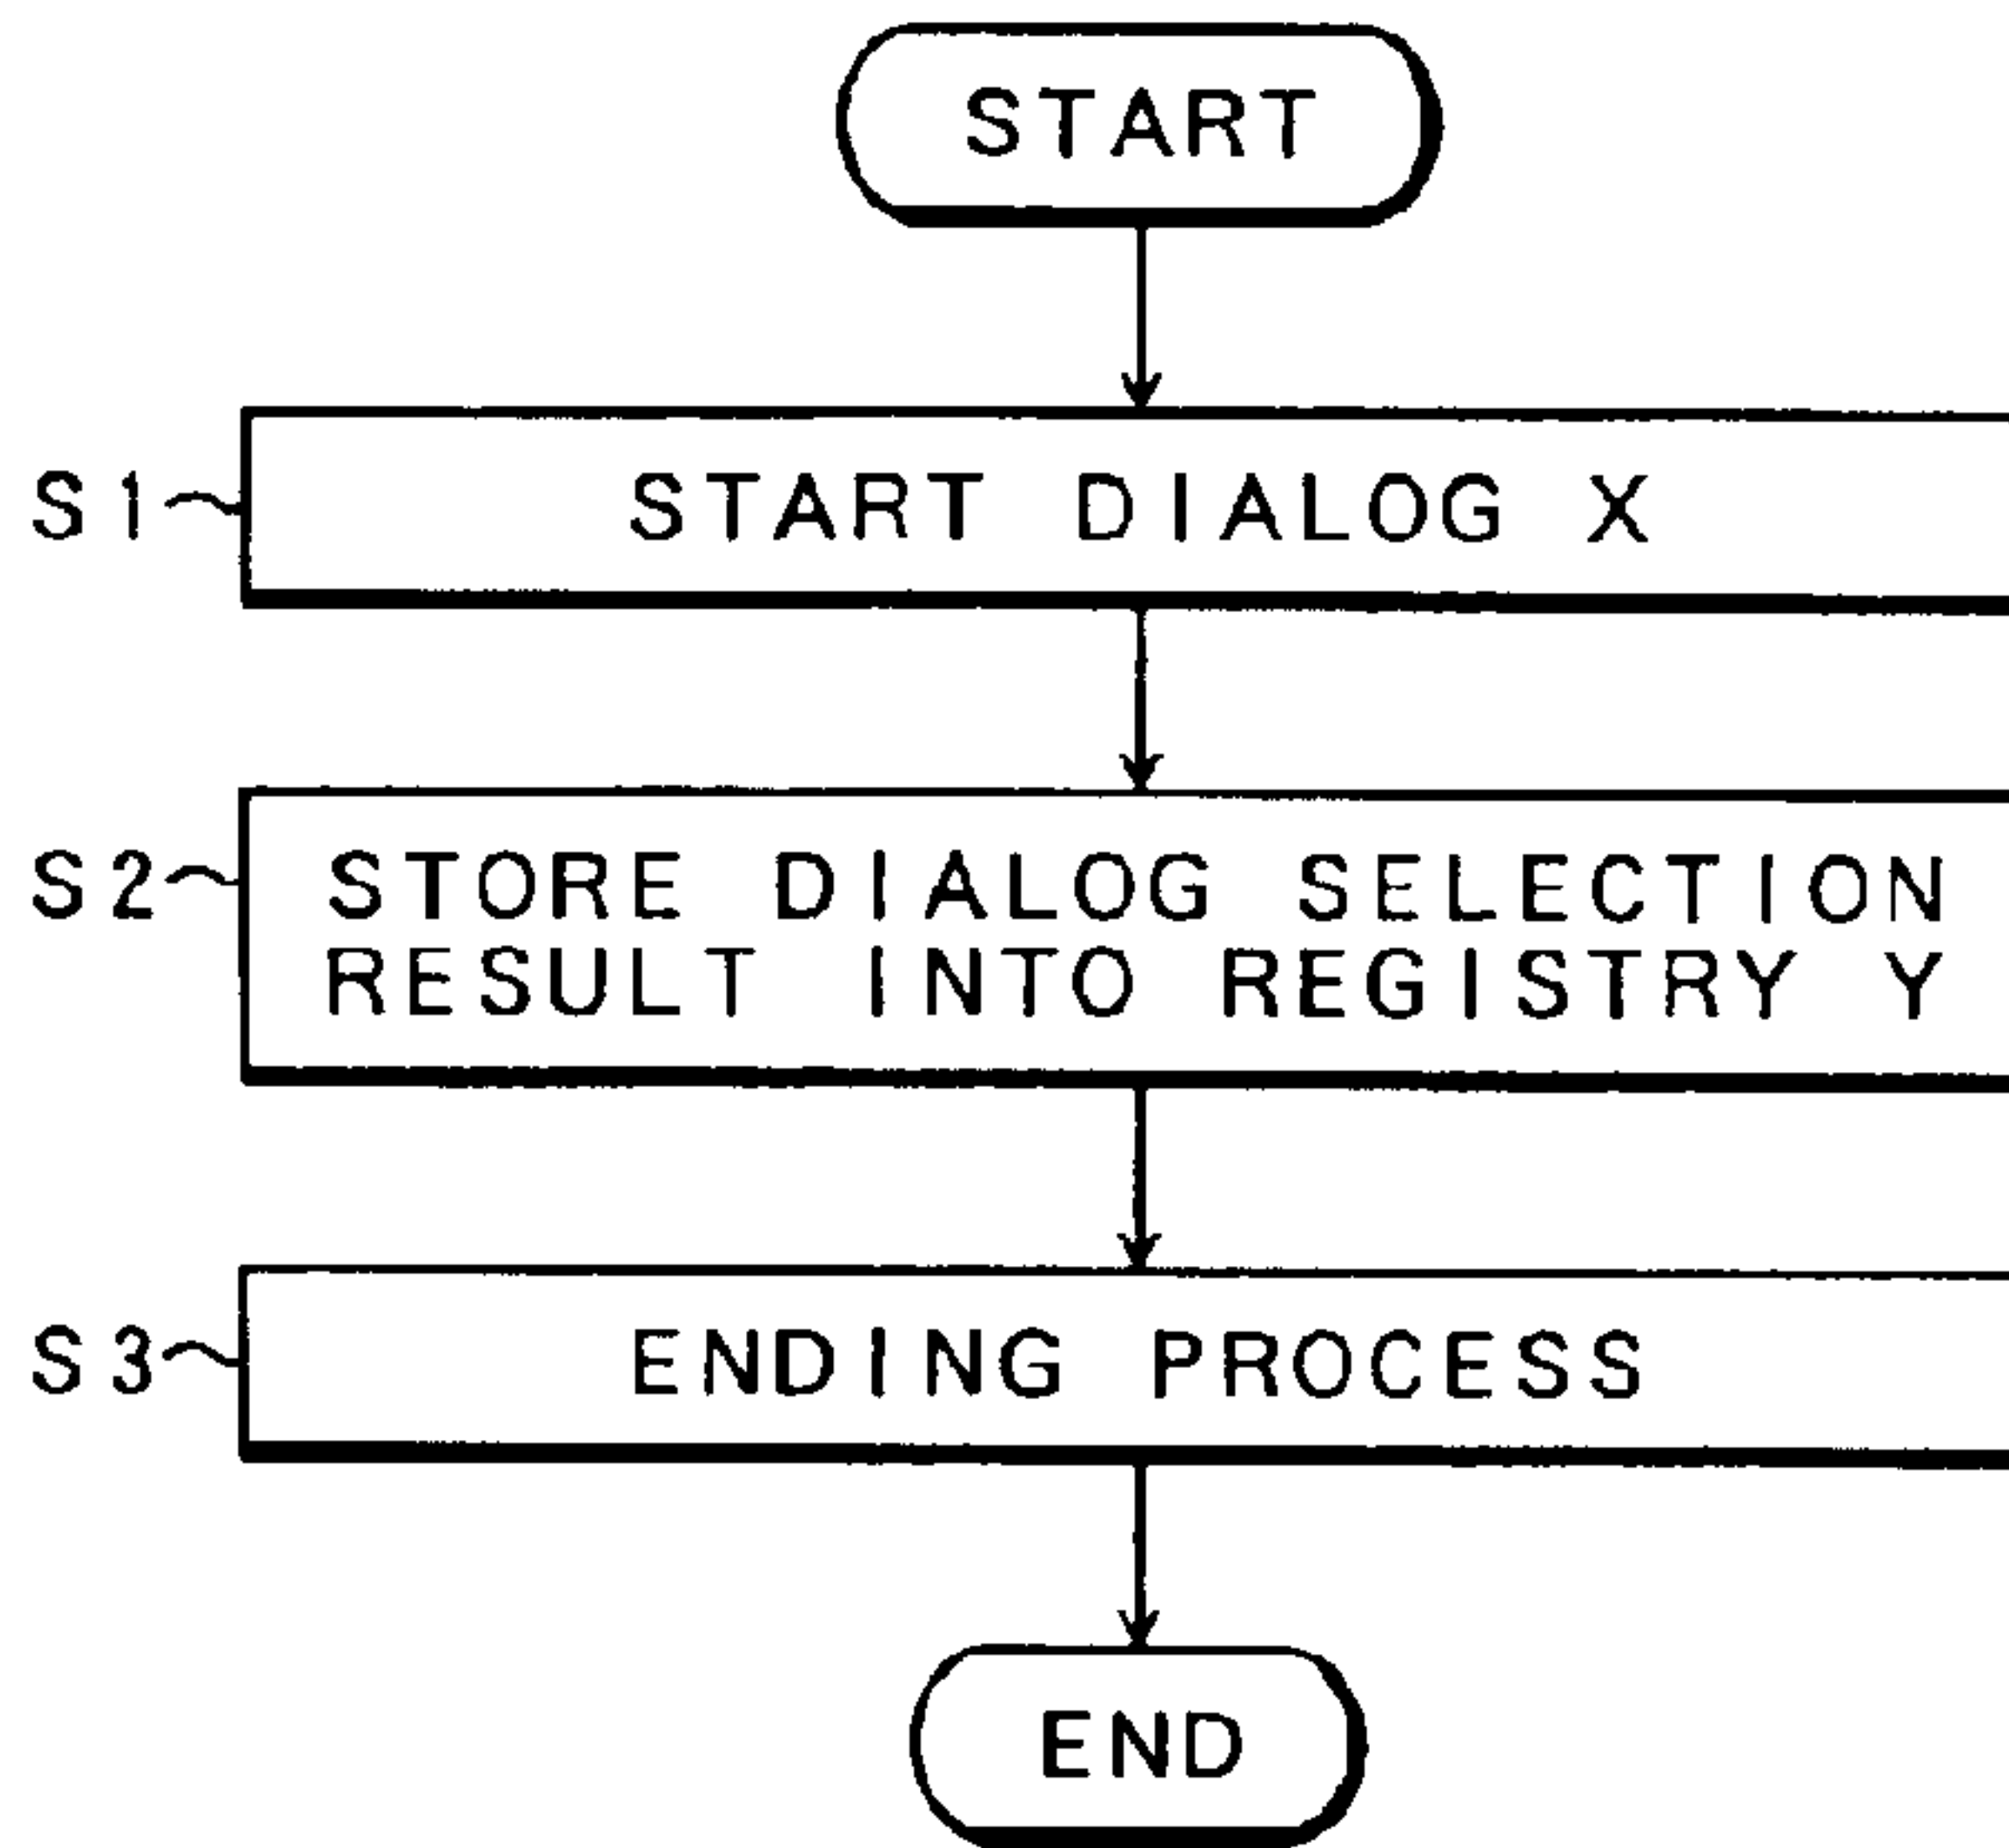 START
S1 START DIALOG X
S2 STORE DIALOG SELECTION
RESULT INTO REGISTRY Y
S3 ENDING PROCESS
END